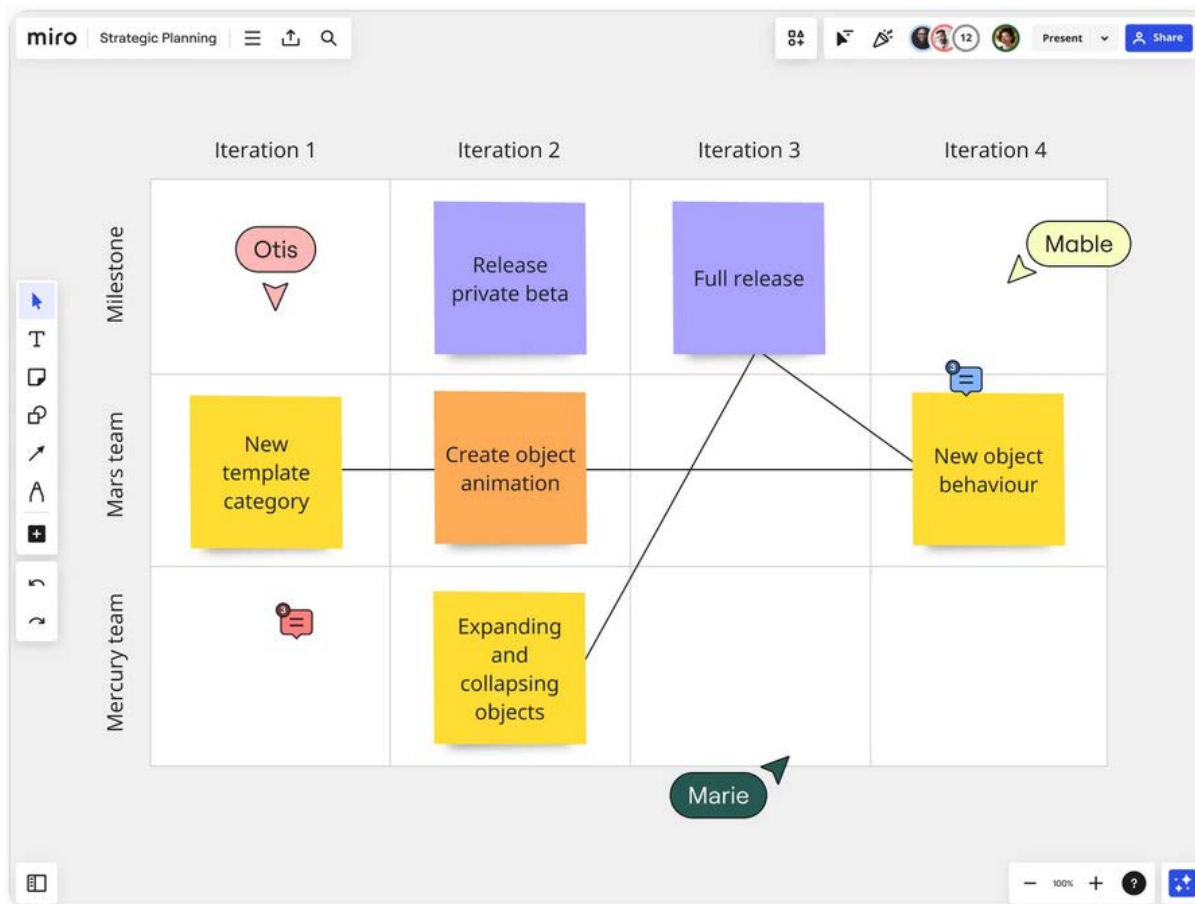 miro
Strategic Planning
12
Present
Share
Iteration 1
Iteration 2
Iteration 3
Iteration 4
Milestone
Otis
Release
private beta
Full release
Mable
Mars team
New
template
category
Create object
animation
3
New object
behaviour
Mercury team
3
Expanding
and
collapsing
objects
Marie
100%
?